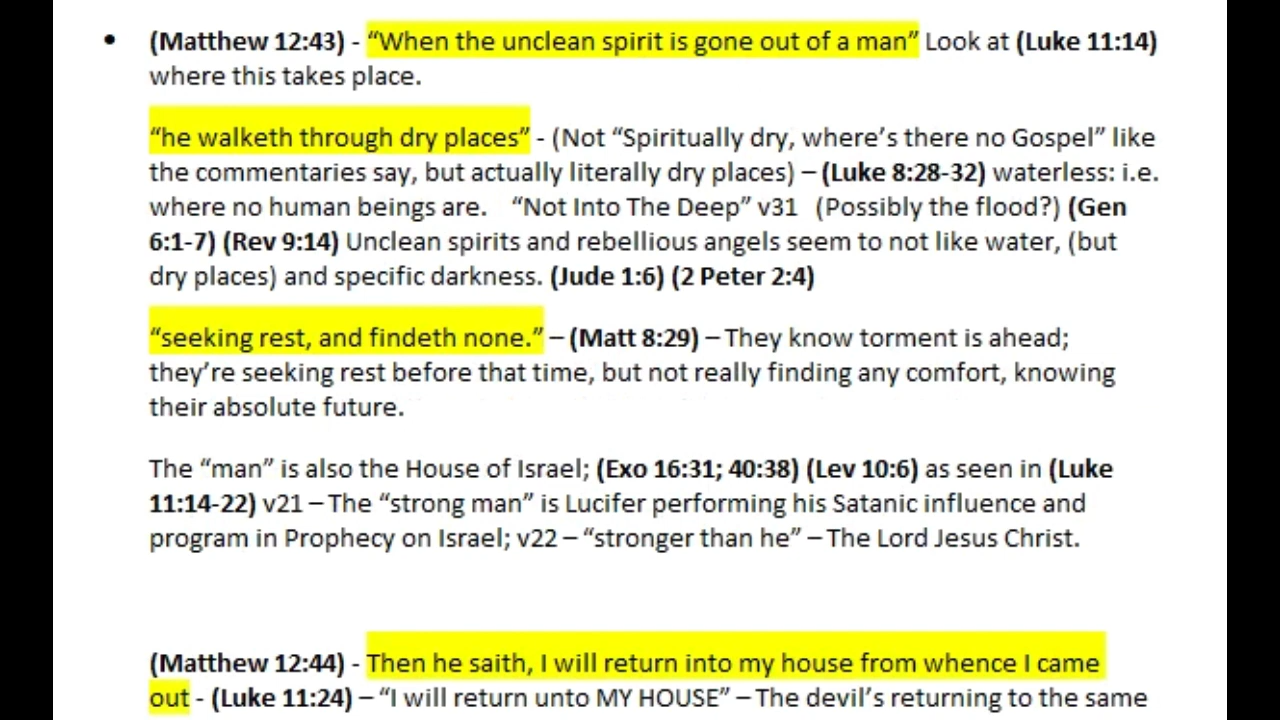 • (Matthew 12:43) - “When the unclean spirit is gone out of a man” Look at (Luke 11:14)
where this takes place.
“he walketh through dry places” - (Not “Spiritually dry, where’s there no Gospel” like
the commentaries say, but actually literally dry places) – (Luke 8:28-32) waterless: i.e.
where no human beings are. “Not Into The Deep” v31 (Possibly the flood?) (Gen
6:1-7) (Rev 9:14) Unclean spirits and rebellious angels seem to not like water, (but
dry places) and specific darkness. (Jude 1:6) (2 Peter 2:4)
“seeking rest, and findeth none.” – (Matt 8:29) – They know torment is ahead;
they’re seeking rest before that time, but not really finding any comfort, knowing
their absolute future.
The “man” is also the House of Israel; (Exo 16:31; 40:38) (Lev 10:6) as seen in (Luke
11:14-22) v21 – The “strong man” is Lucifer performing his Satanic influence and
program in Prophecy on Israel; v22 – “stronger than he” – The Lord Jesus Christ.
(Matthew 12:44) - Then he saith, I will return into my house from whence I came
out - (Luke 11:24) – “I will return unto MY HOUSE” – The devil’s returning to the same